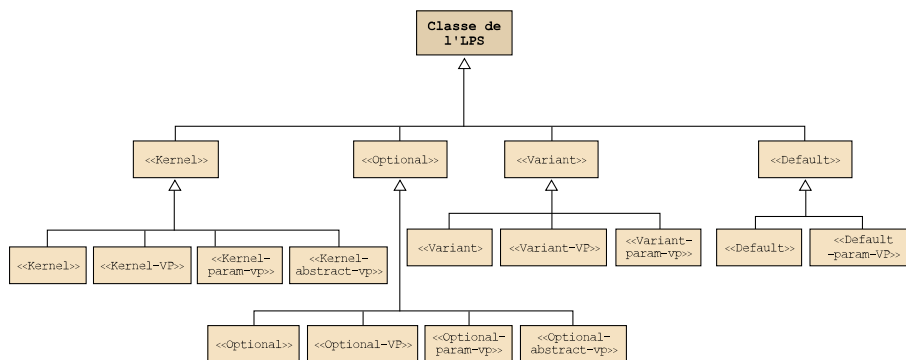 Classe de
l'LPS
<<Kernel>>
<<Optional>>
<<Variant>>
<<Default>>
<<Kernel>>
<<Kernel-VP>>
<<Kernel-
param-vp>>
<<Kernel-
abstract-vp>>
<<Variant>>
<<Variant-VP>>
<<Variant-
param-vp>>
<<Default>>
<<Default
-param-VP>>
<<Optional>>
<<Optional-VP>>
<<Optional-
param-vp>>
<<Optional-
abstract-vp>>